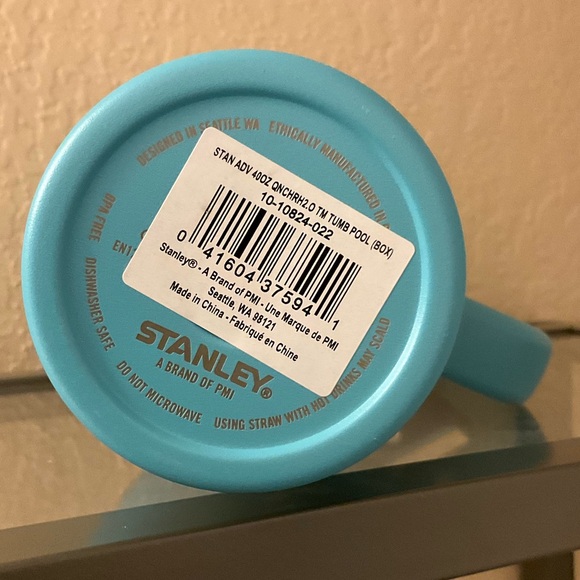 DESIGNED IN SEATTLE WA ETHICALLY MANUFACTURED IN
BPA FREE
EN1
DISHWASHER SAFE
DO NOT MICROWAVE
USING STRAW WITH HOT DRINKS MAY SCALD
STAN ADV 40OZ QNCHRH2.O TM TUMB POOL (BOX)
10-10824-022
0 41604 37594 1
Stanley® - A Brand of PMI - Une Marque de PMI
Seattle, WA 98121
Made in China - Fabriqué en Chine
STANLEY®
A BRAND OF PMI